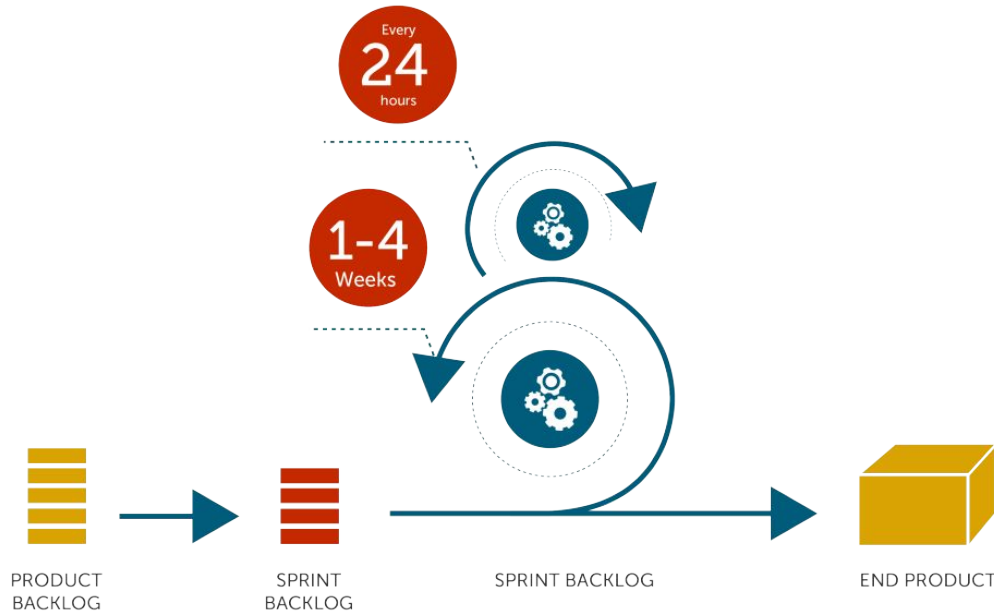 Every
24
hours
1-4
Weeks
PRODUCT
BACKLOG
SPRINT
BACKLOG
SPRINT BACKLOG
END PRODUCT